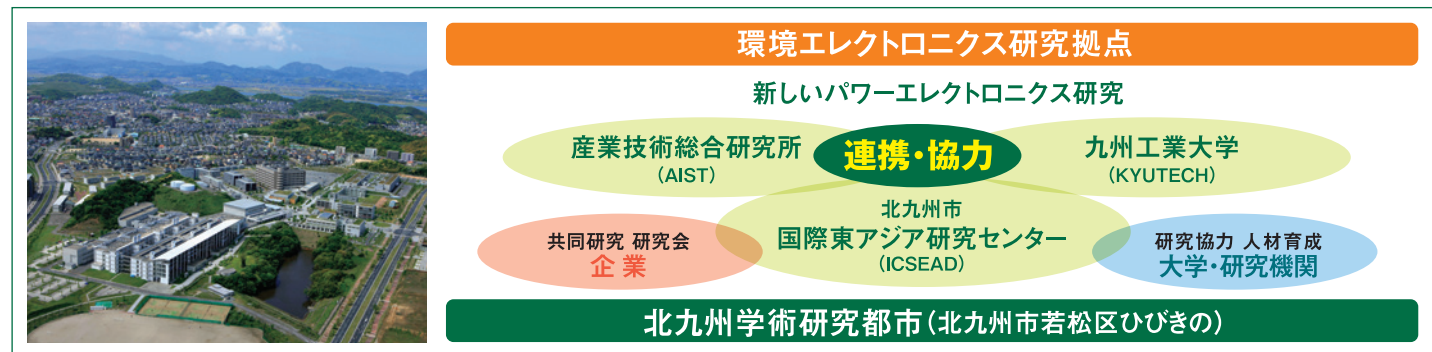 環境エレクトロニクス研究拠点
新しいパワーエレクトロニクス研究
産業技術総合研究所
(AIST)
連携・協力
九州工業大学
(KYUTECH)
北九州市
国際東アジア研究センター
(ICSEAD)
共同研究 研究会
企業
研究協力 人材育成
大学・研究機関
北九州学術研究都市(北九州市若松区ひびきの)